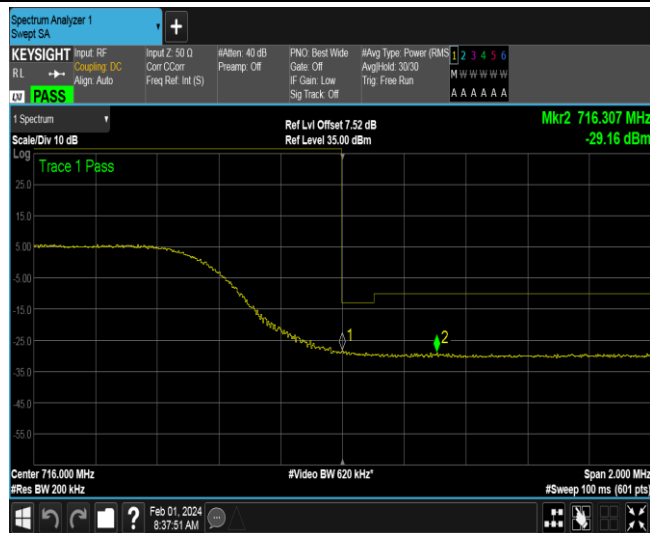 Spectrum Analyzer 1
Swept SA
+
KEYSIGHT
RL
PASS
Input: RF
Coupling: DC
Align: Auto
Input Z: 50 Ω
Corr CCorr
Freq Ref: Int (S)
#Atten: 40 dB
Preamp: Off
PNO: Best Wide
Gate: Off
IF Gain: Low
Sig Track: Off
#Avg Type: Power (RMS
Avg|Hold: 30/30
Trig: Free Run
1 2 3 4 5 6
M W W W W W
A A A A A A
1 Spectrum
Scale/Div 10 dB
Ref Lvl Offset 7.52 dB
Ref Level 35.00 dBm
Mkr2 716.307 MHz
-29.16 dBm
Log
Trace 1 Pass
25.0
15.0
5.00
-5.00
-15.0
-25.0
-35.0
-45.0
-55.0
1
2
Center 716.000 MHz
#Res BW 200 kHz
#Video BW 620 kHz*
Span 2.000 MHz
#Sweep 100 ms (601 pts)
?
Feb 01, 2024
8:37:51 AM